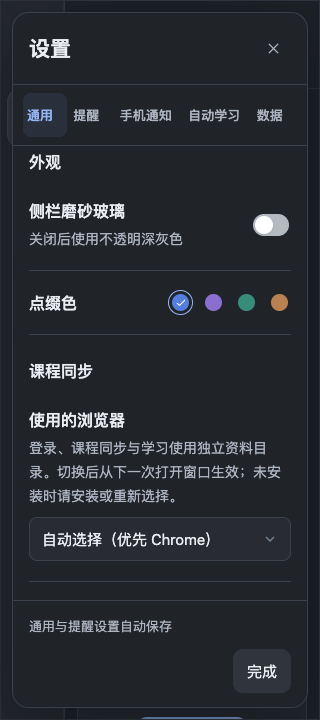 设置
通用 提醒 手机通知 自动学习 数据
外观
侧栏磨砂玻璃
关闭后使用不透明深灰色
点缀色
课程同步
使用的浏览器
登录、课程同步与学习使用独立资料目
录。切换后从下一次打开窗口生效；未安
装时请安装或重新选择。
自动选择（优先 Chrome）
通用与提醒设置自动保存
完成